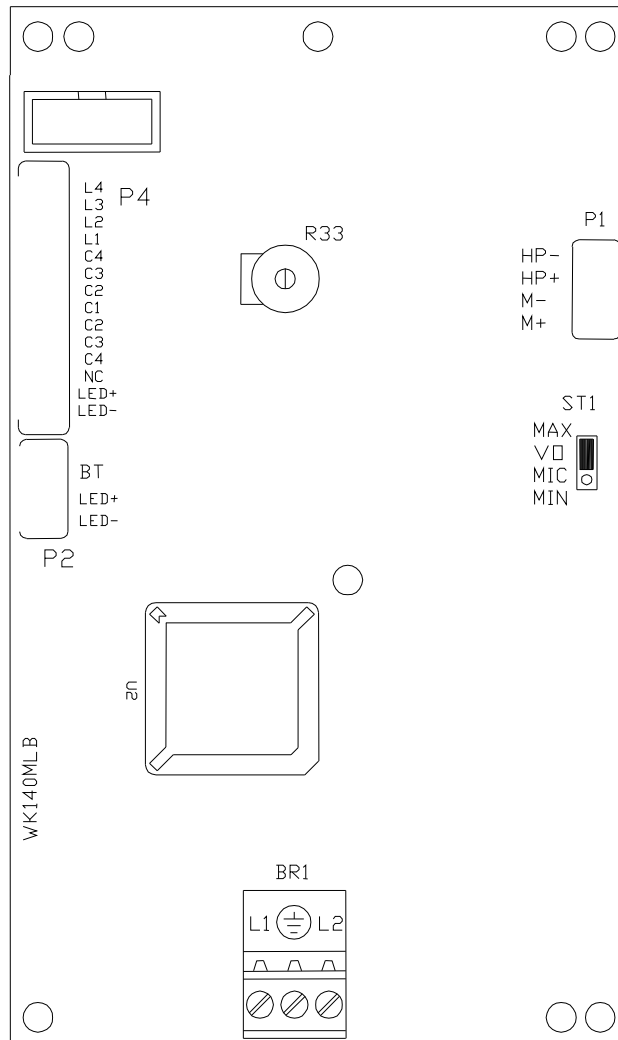 P4
L4
L3
L2
L1
C4
C3
C2
C1
C2
C3
C4
NC
LED+
LED-
R33
P1
HP-
HP+
M-
M+
ST1
MAX
VO
MIC
MIN
BT
LED+
LED-
P2
U2
WK140MLB
BR1
L1 L2